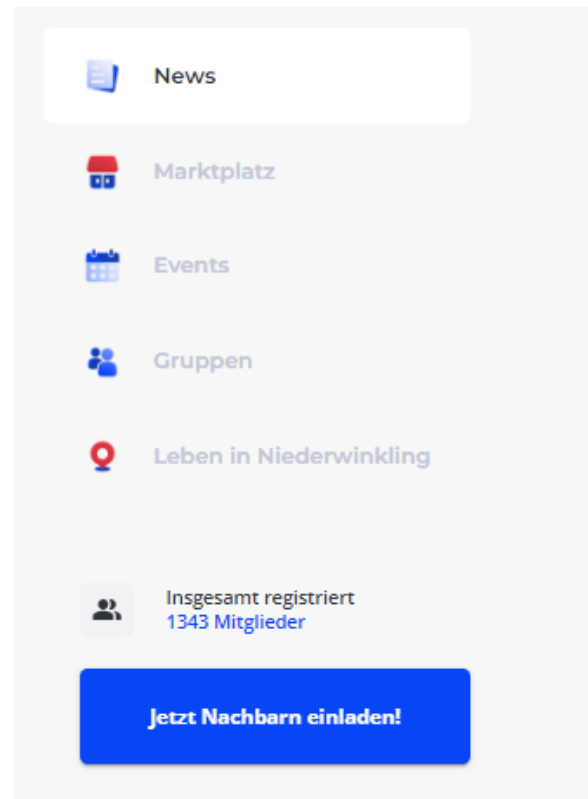 News
Marktplatz
Events
Gruppen
Leben in Niederwinkling
Insgesamt registriert
1343 Mitglieder
Jetzt Nachbarn einladen!